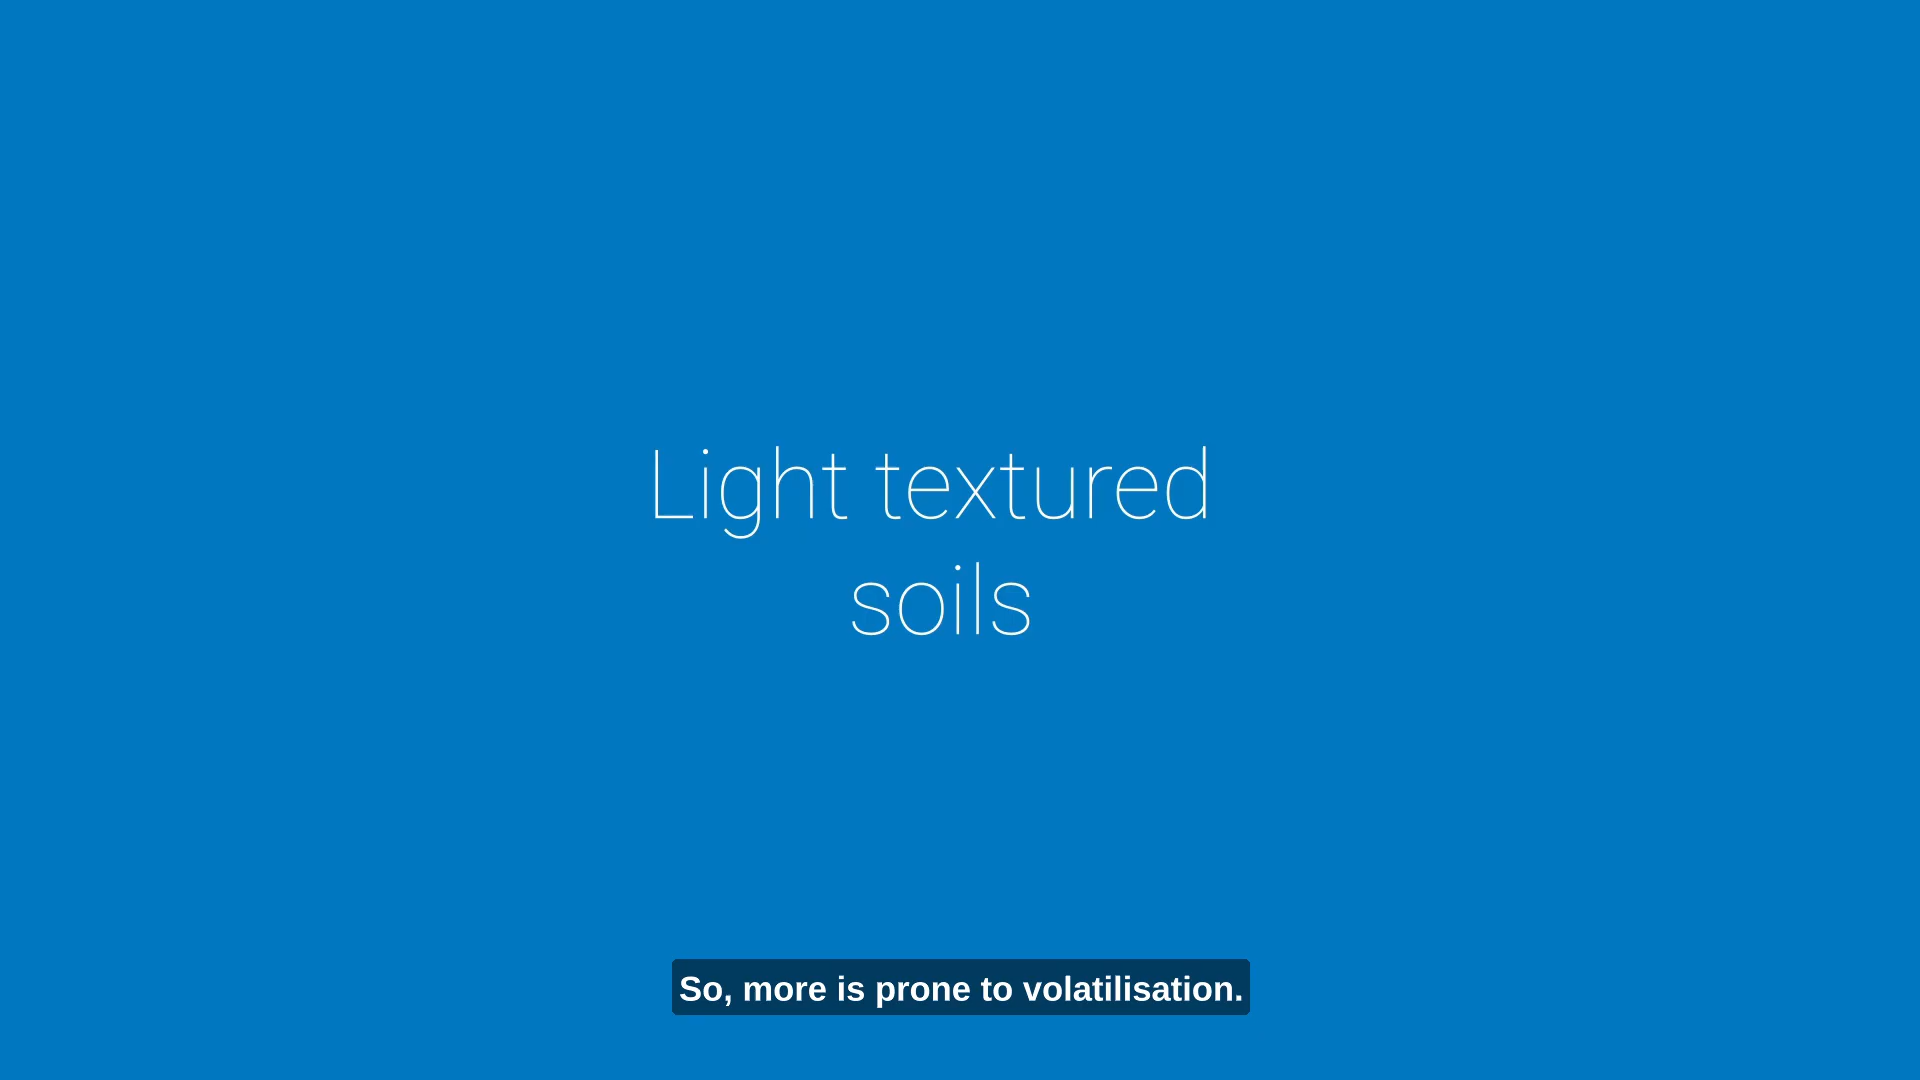 Light textured
soils
So, more is prone to volatilisation.